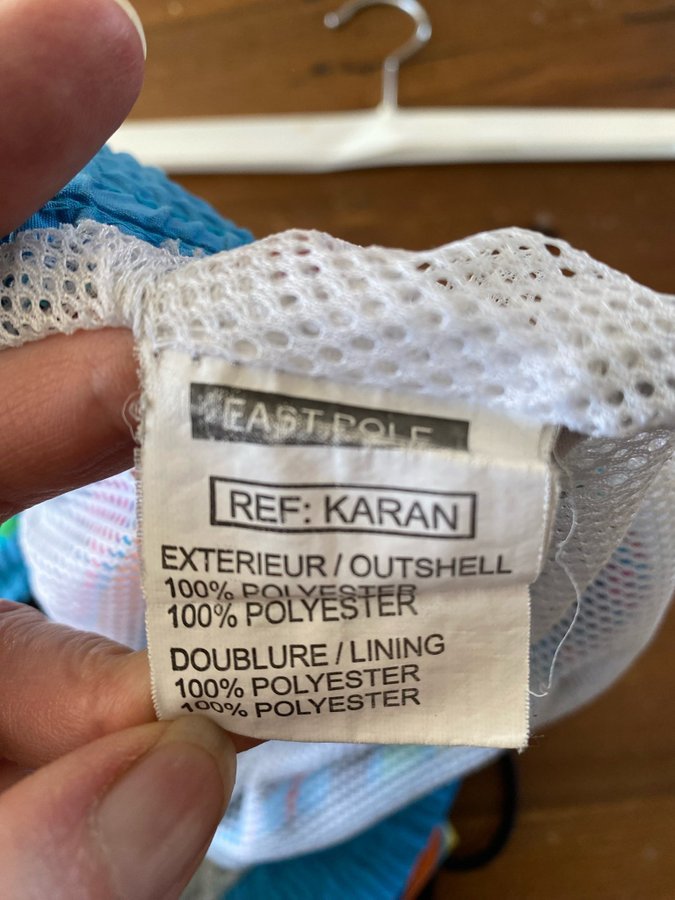 EAST POLE
REF: KARAN
EXTERIEUR / OUTSHELL
100% POLYESTER
100% POLYESTER
DOUBLURE / LINING
100% POLYESTER
100% POLYESTER